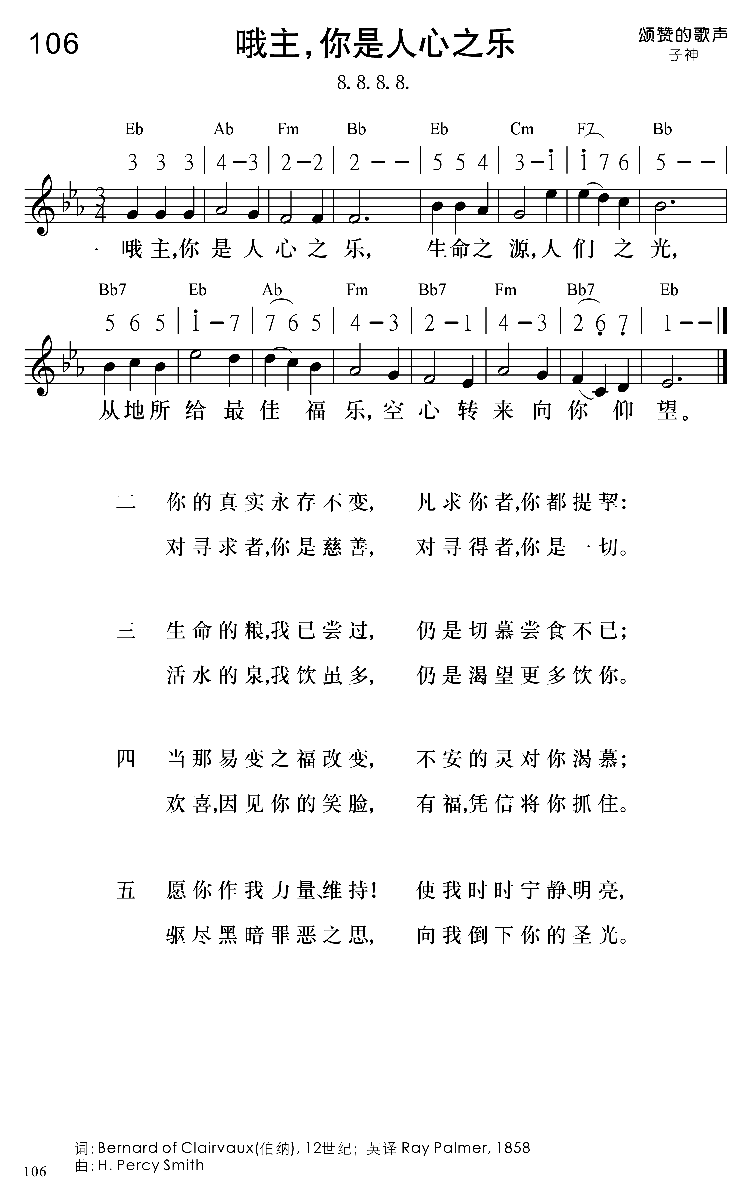 106
哦主，你是人心之乐
颂赞的歌声
子神
8. 8. 8. 8.
Eb Ab Fm Bb Eb Cm F7 Bb
3 3 3 | 4 – 3 | 2 – 2 | 2 – – | 5 5 4 | 3 – i | i 7 6 | 5 – – |
3/4
一 哦主,你是人心之乐, 生命之源,人们之光,
Bb7 Eb Ab Fm Bb7 Fm Bb7 Eb
5 6 5 | i – 7 | 7 6 5 | 4 – 3 | 2 – 1 | 4 – 3 | 2 6̣ 7̣ | 1 – – ‖
从地所给最佳福乐,空心转来向你仰望。
二 你的真实永存不变, 凡求你者,你都提挈:
对寻求者,你是慈善, 对寻得者,你是一切。
三 生命的粮,我已尝过, 仍是切慕尝食不已;
活水的泉,我饮虽多, 仍是渴望更多饮你。
四 当那易变之福改变, 不安的灵对你渴慕;
欢喜,因见你的笑脸, 有福,凭信将你抓住。
五 愿你作我力量、维持! 使我时时宁静、明亮,
驱尽黑暗罪恶之思, 向我倒下你的圣光。
词: Bernard of Clairvaux(伯纳), 12世纪; 英译 Ray Palmer, 1858
曲: H. Percy Smith
106